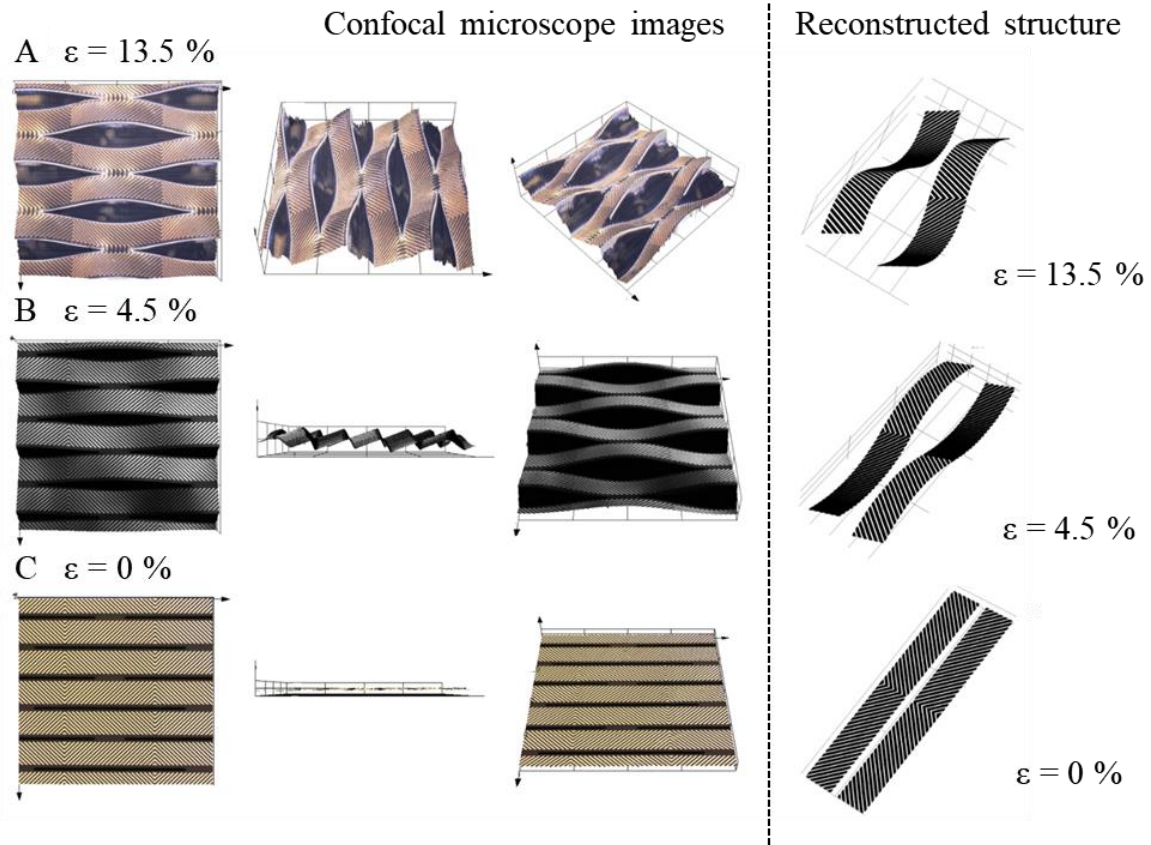 Confocal microscope images
Reconstructed structure
A ε = 13.5 %
ε = 13.5 %
B ε = 4.5 %
ε = 4.5 %
C ε = 0 %
ε = 0 %